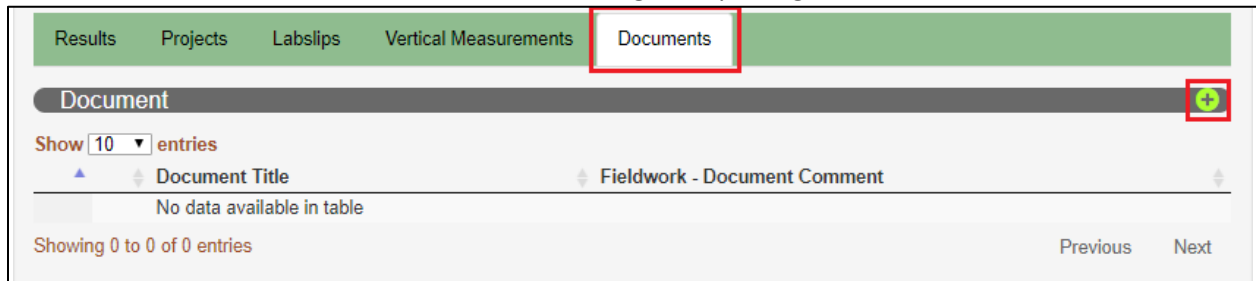 Results Projects Labslips Vertical Measurements Documents
Document
Show 10 entries
Document Title Fieldwork - Document Comment
No data available in table
Showing 0 to 0 of 0 entries Previous Next